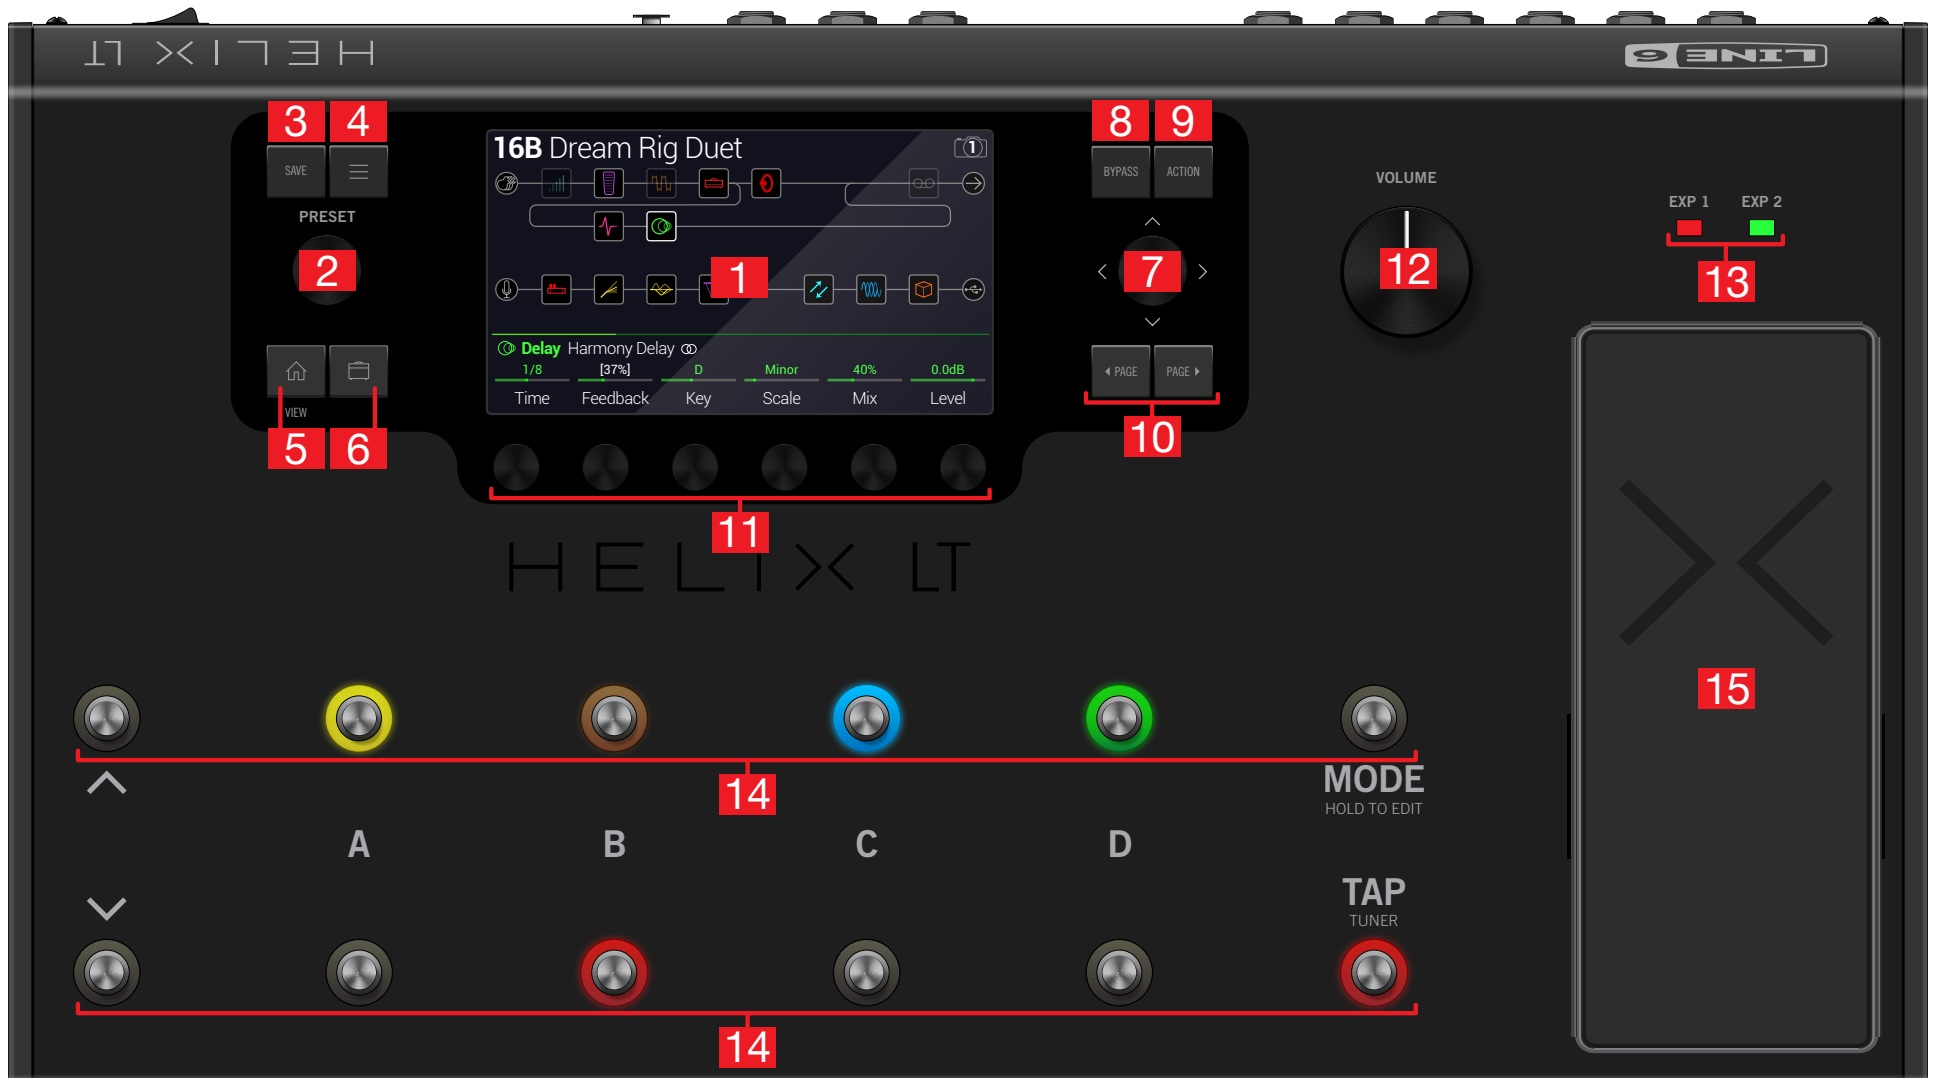 HELIX LT
LINE 6
3
4
8
9
SAVE
BYPASS
ACTION
16B Dream Rig Duet
1
PRESET
VOLUME
EXP 1
EXP 2
2
1
7
12
13
Delay Harmony Delay
1/8
[37%]
D
Minor
40%
0.0dB
Time
Feedback
Key
Scale
Mix
Level
PAGE
PAGE
VIEW
5
6
10
11
HELIX LT
15
14
MODE
HOLD TO EDIT
A
B
C
D
TAP
TUNER
14